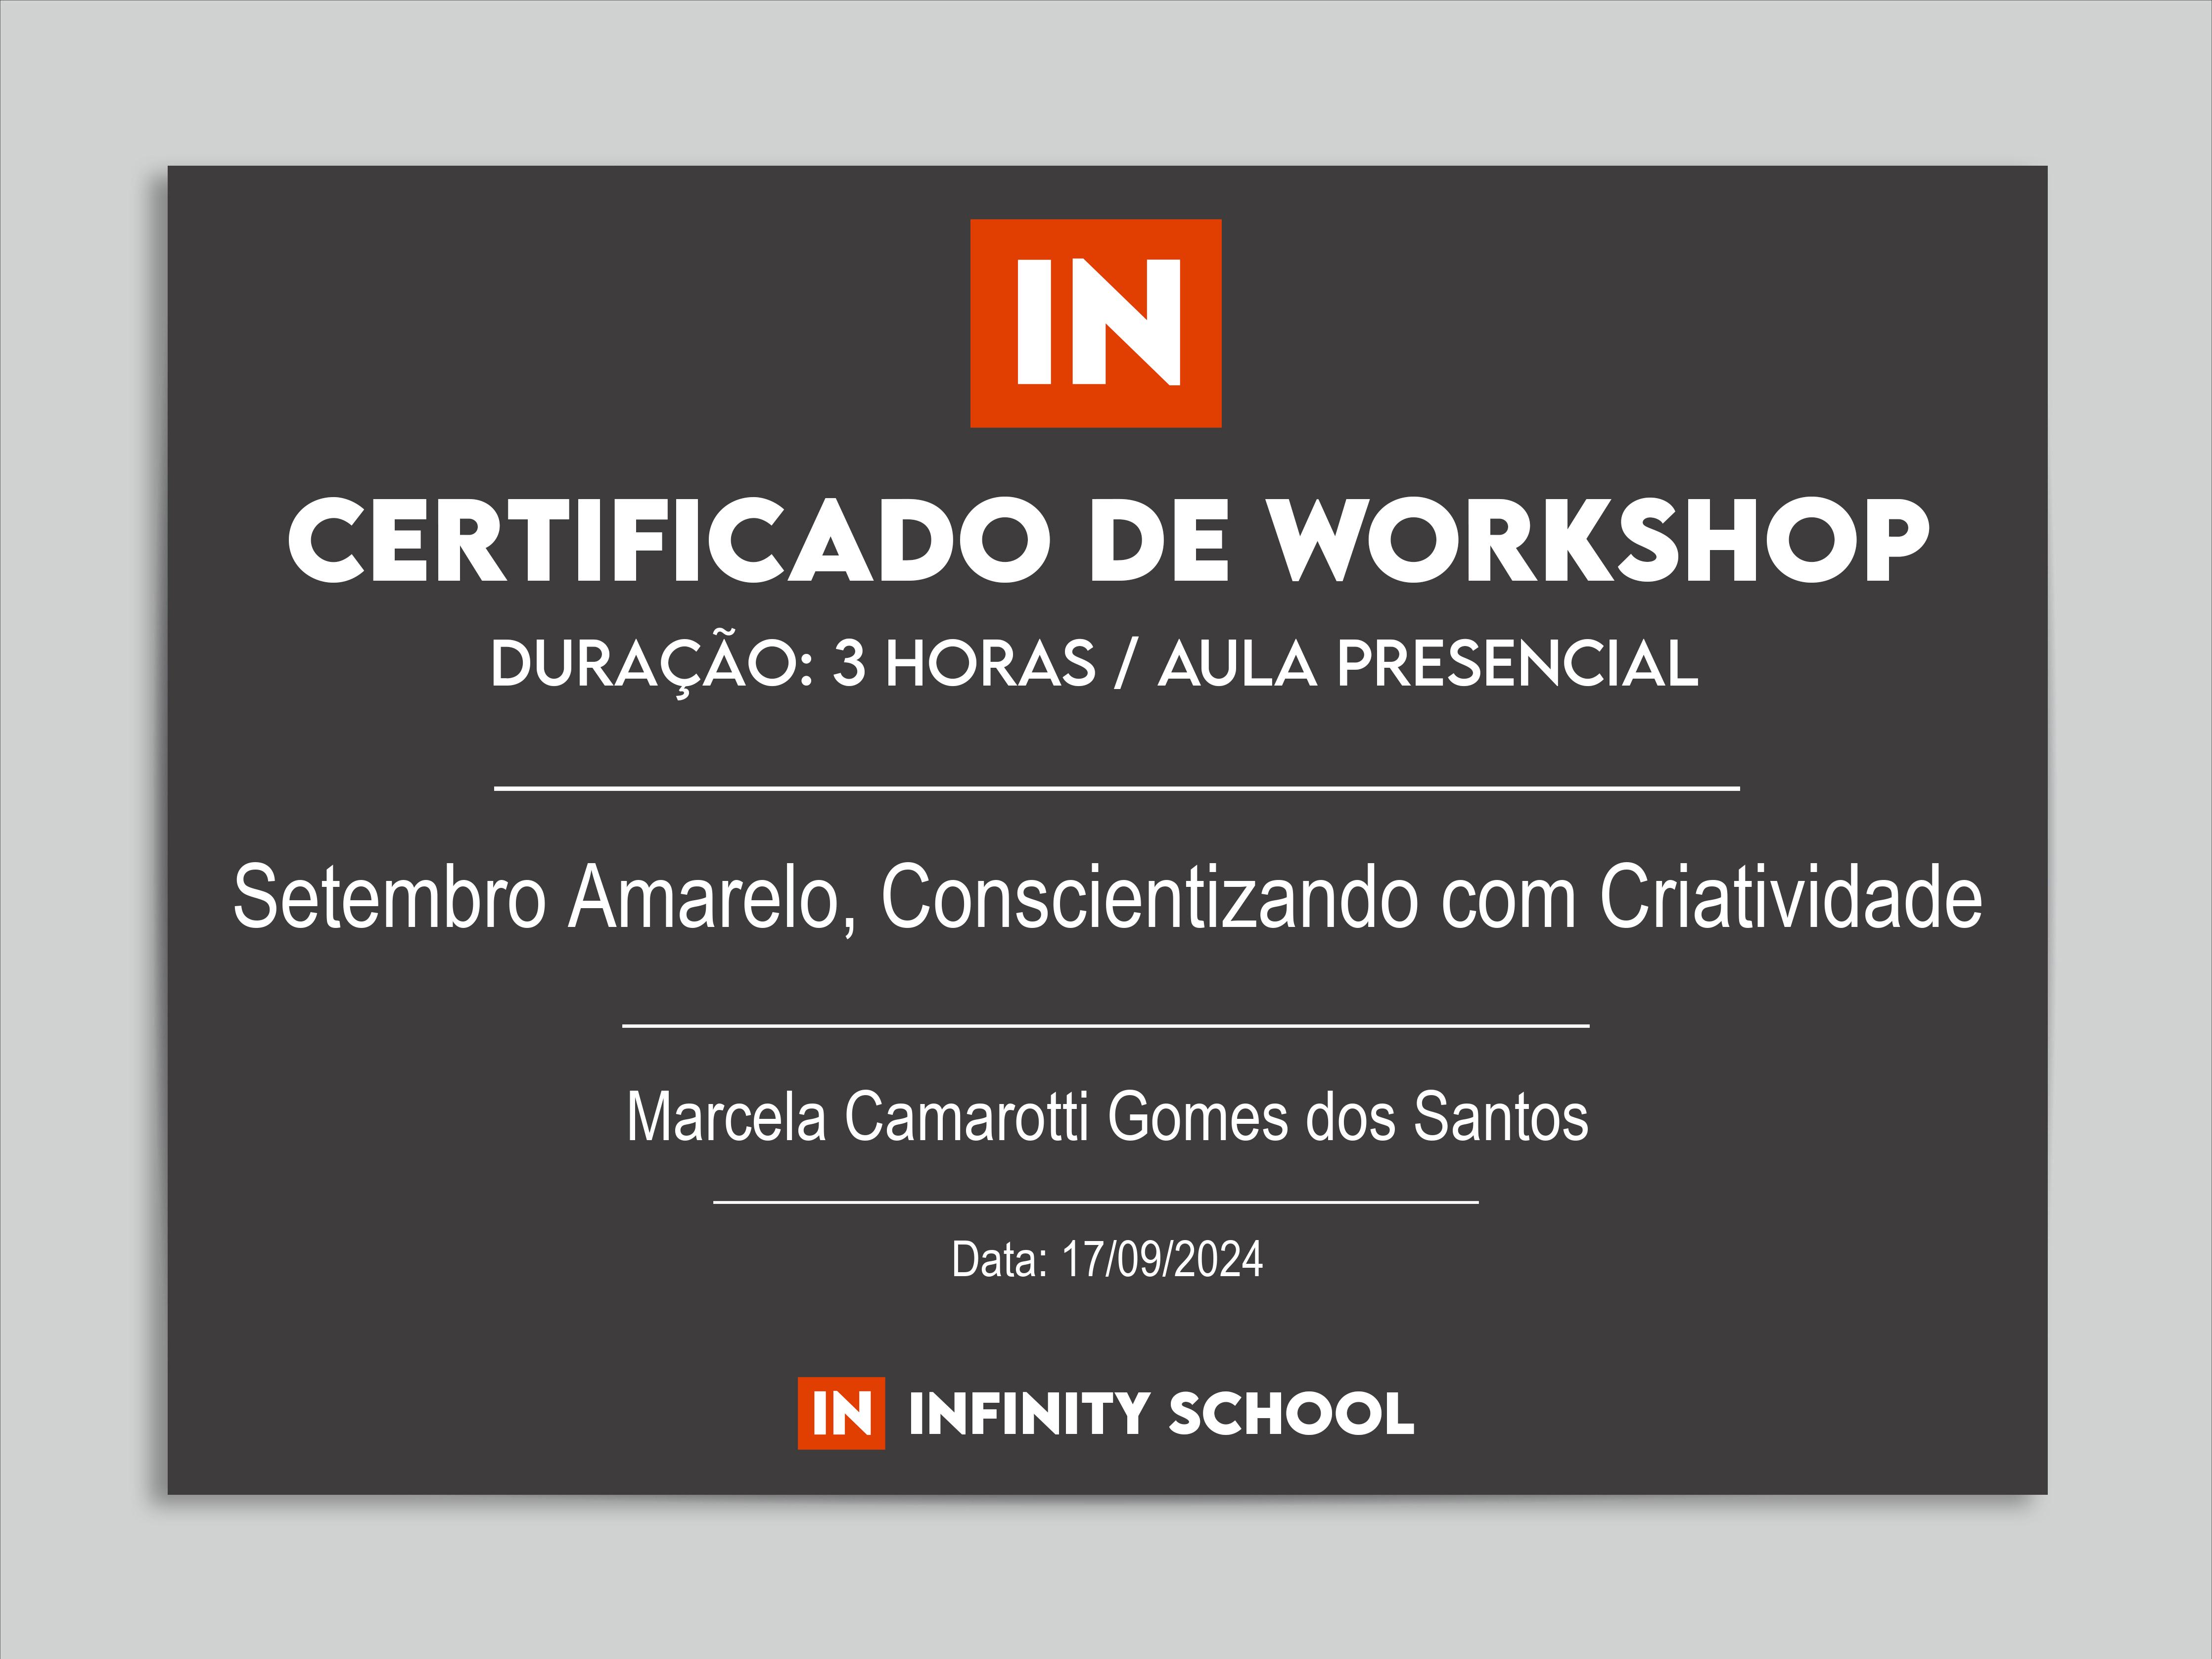 IN
CERTIFICADO DE WORKSHOP
DURAÇÃO: 3 HORAS / AULA PRESENCIAL
Setembro Amarelo, Conscientizando com Criatividade
Marcela Camarotti Gomes dos Santos
Data: 17/09/2024
IN INFINITY SCHOOL